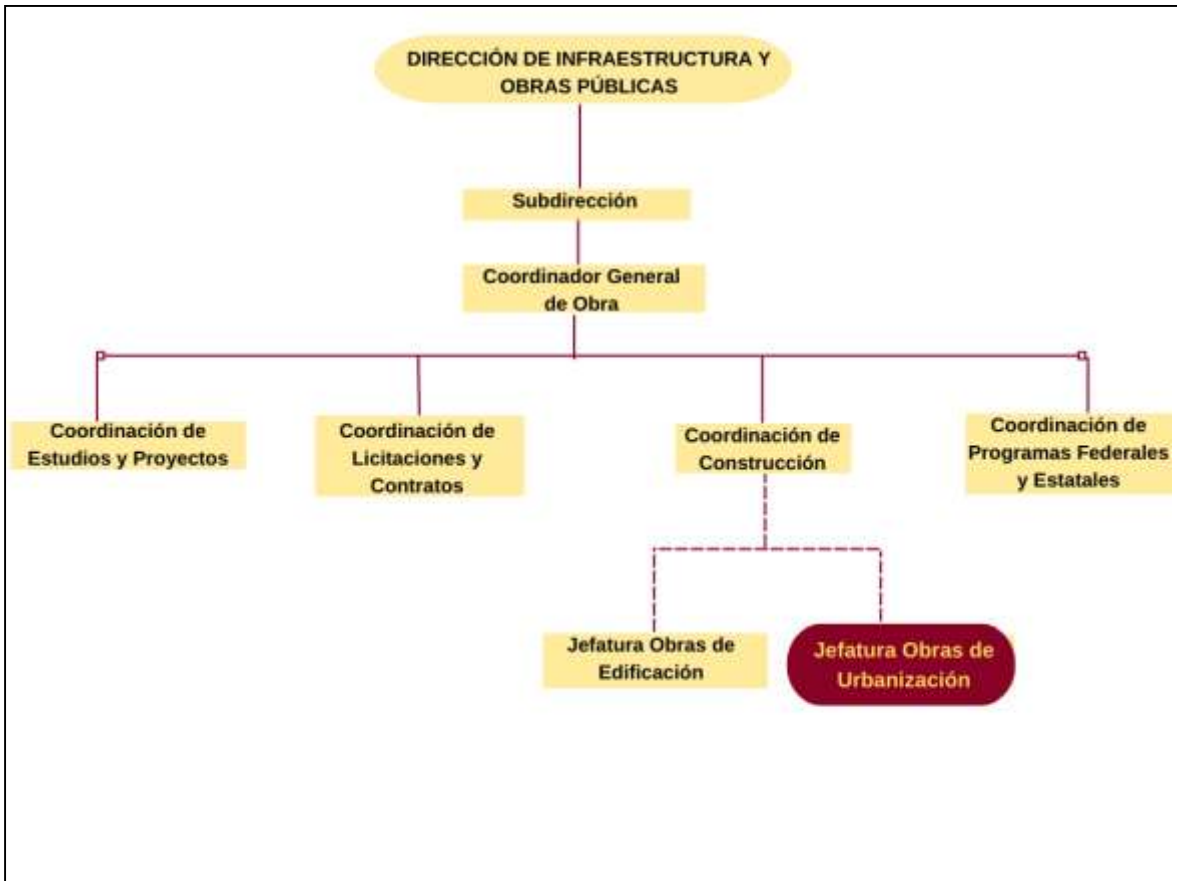 DIRECCIÓN DE INFRAESTRUCTURA Y
OBRAS PÚBLICAS
Subdirección
Coordinador General
de Obra
Coordinación de
Estudios y Proyectos
Coordinación de
Licitaciones y
Contratos
Coordinación de
Construcción
Coordinación de
Programas Federales
y Estatales
Jefatura Obras de
Edificación
Jefatura Obras de
Urbanización